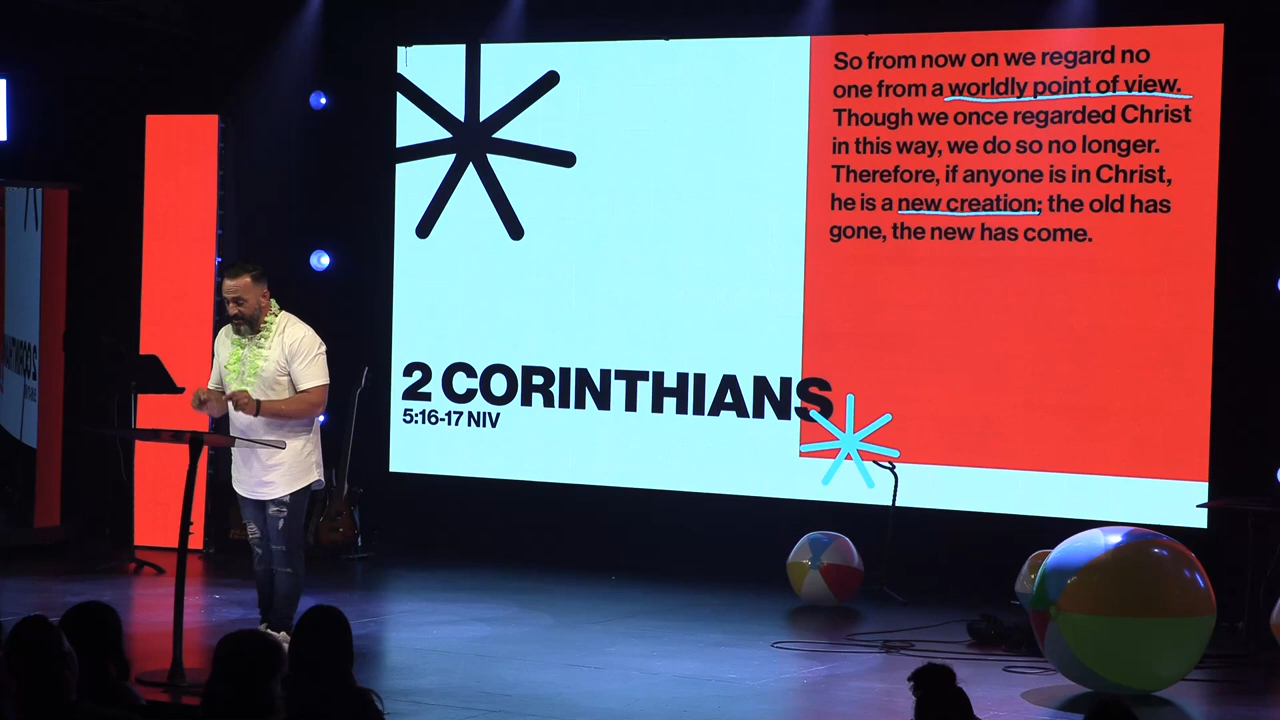 So from now on we regard no
one from a worldly point of view.
Though we once regarded Christ
in this way, we do so no longer.
Therefore, if anyone is in Christ,
he is a new creation; the old has
gone, the new has come.
2 CORINTHIANS
5:16-17 NIV